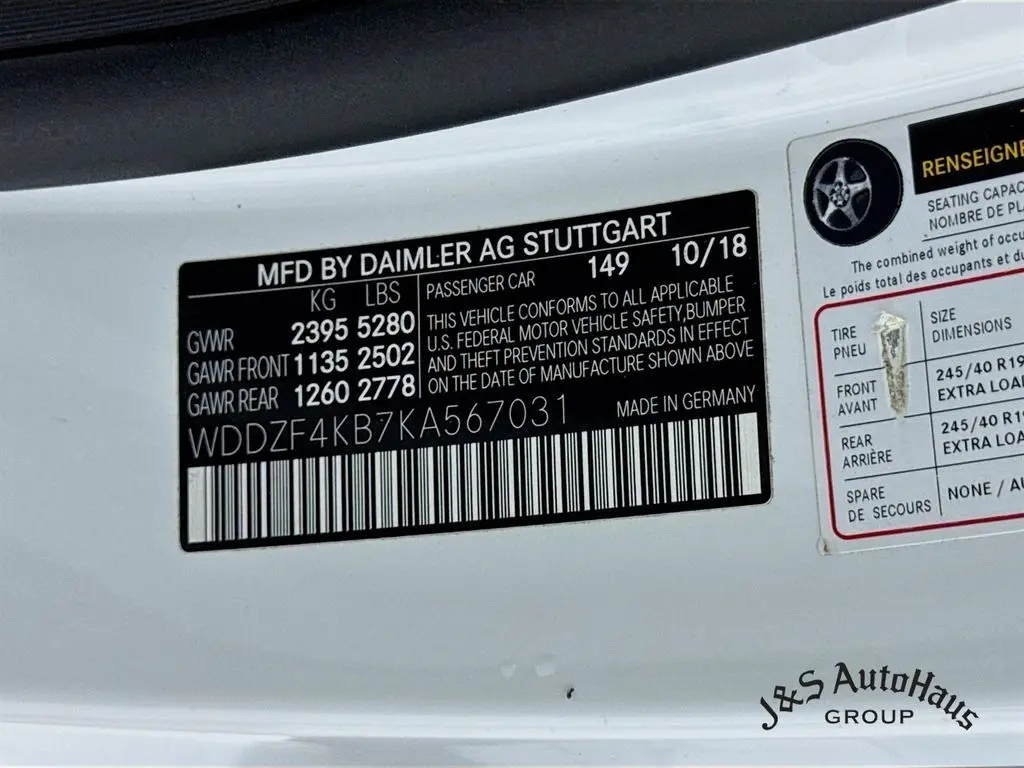 MFD BY DAIMLER AG STUTTGART
KG LBS
GVWR 2395 5280
GAWR FRONT 1135 2502
GAWR REAR 1260 2778
PASSENGER CAR 149 10/18
THIS VEHICLE CONFORMS TO ALL APPLICABLE
U.S. FEDERAL MOTOR VEHICLE SAFETY, BUMPER
AND THEFT PREVENTION STANDARDS IN EFFECT
ON THE DATE OF MANUFACTURE SHOWN ABOVE
WDDZF4KB7KA567031 MADE IN GERMANY
RENSEIGNE
SEATING CAPAC
NOMBRE DE PL
The combined weight of occu
Le poids total des occupants et du
TIRE
PNEU
SIZE
DIMENSIONS
FRONT
AVANT
245/40 R19
EXTRA LOA
REAR
ARRIÈRE
245/40 R19
EXTRA LOA
SPARE
DE SECOURS
NONE / AU
J&S AutoHaus
GROUP